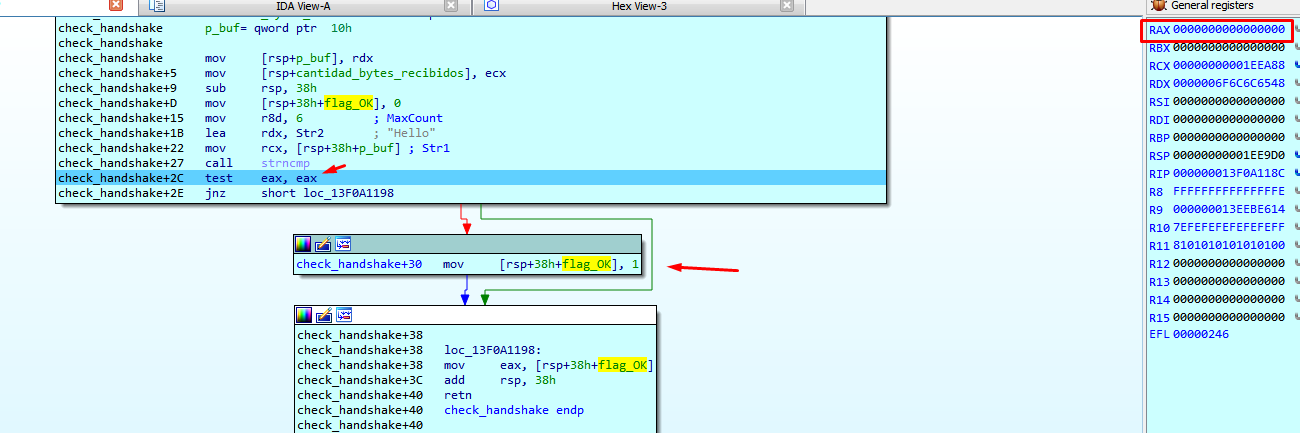 IDA View-A
Hex View-3
General registers
check_handshake p_buf= qword ptr 10h
check_handshake
check_handshake mov [rsp+p_buf], rdx
check_handshake+5 mov [rsp+cantidad_bytes_recibidos], ecx
check_handshake+9 sub rsp, 38h
check_handshake+D mov [rsp+38h+flag_OK], 0
check_handshake+15 mov r8d, 6 ; MaxCount
check_handshake+1B lea rdx, Str2 ; "Hello"
check_handshake+22 mov rcx, [rsp+38h+p_buf] ; Str1
check_handshake+27 call strncmp
check_handshake+2C test eax, eax
check_handshake+2E jnz short loc_13F0A1198
check_handshake+30 mov [rsp+38h+flag_OK], 1
check_handshake+38
check_handshake+38 loc_13F0A1198:
check_handshake+38 mov eax, [rsp+38h+flag_OK]
check_handshake+3C add rsp, 38h
check_handshake+40 retn
check_handshake+40 check_handshake endp
check_handshake+40
RAX 0000000000000000
RBX 0000000000000000
RCX 00000000001EEA88
RDX 0000006F6C6C6548
RSI 0000000000000000
RDI 0000000000000000
RBP 0000000000000000
RSP 00000000001EE9D0
RIP 000000013F0A118C
R8 FFFFFFFFFFFFFFFE
R9 000000013EEBE614
R10 7EFEFEFEFEFEFEFF
R11 8101010101010100
R12 0000000000000000
R13 0000000000000000
R14 0000000000000000
R15 0000000000000000
EFL 00000246